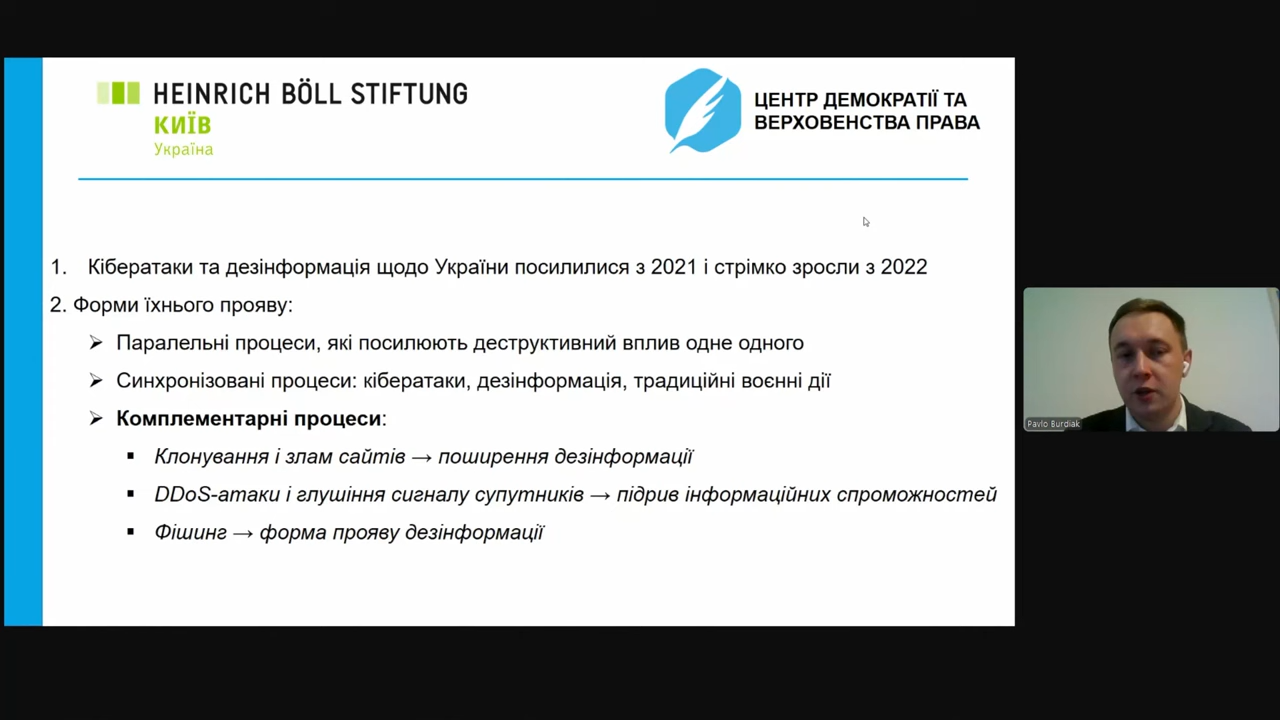 HEINRICH BÖLL STIFTUNG
КИЇВ
Україна
ЦЕНТР ДЕМОКРАТІЇ ТА
ВЕРХОВЕНСТВА ПРАВА
1. Кібератаки та дезінформація щодо України посилилися з 2021 і стрімко зросли з 2022
2. Форми їхнього прояву:
➢ Паралельні процеси, які посилюють деструктивний вплив одне одного
➢ Синхронізовані процеси: кібератаки, дезінформація, традиційні воєнні дії
➢ Комплементарні процеси:
▪ Клонування і злам сайтів → поширення дезінформації
▪ DDoS-атаки і глушіння сигналу супутників → підрив інформаційних спроможностей
▪ Фішинг → форма прояву дезінформації
Pavlo Burdiak